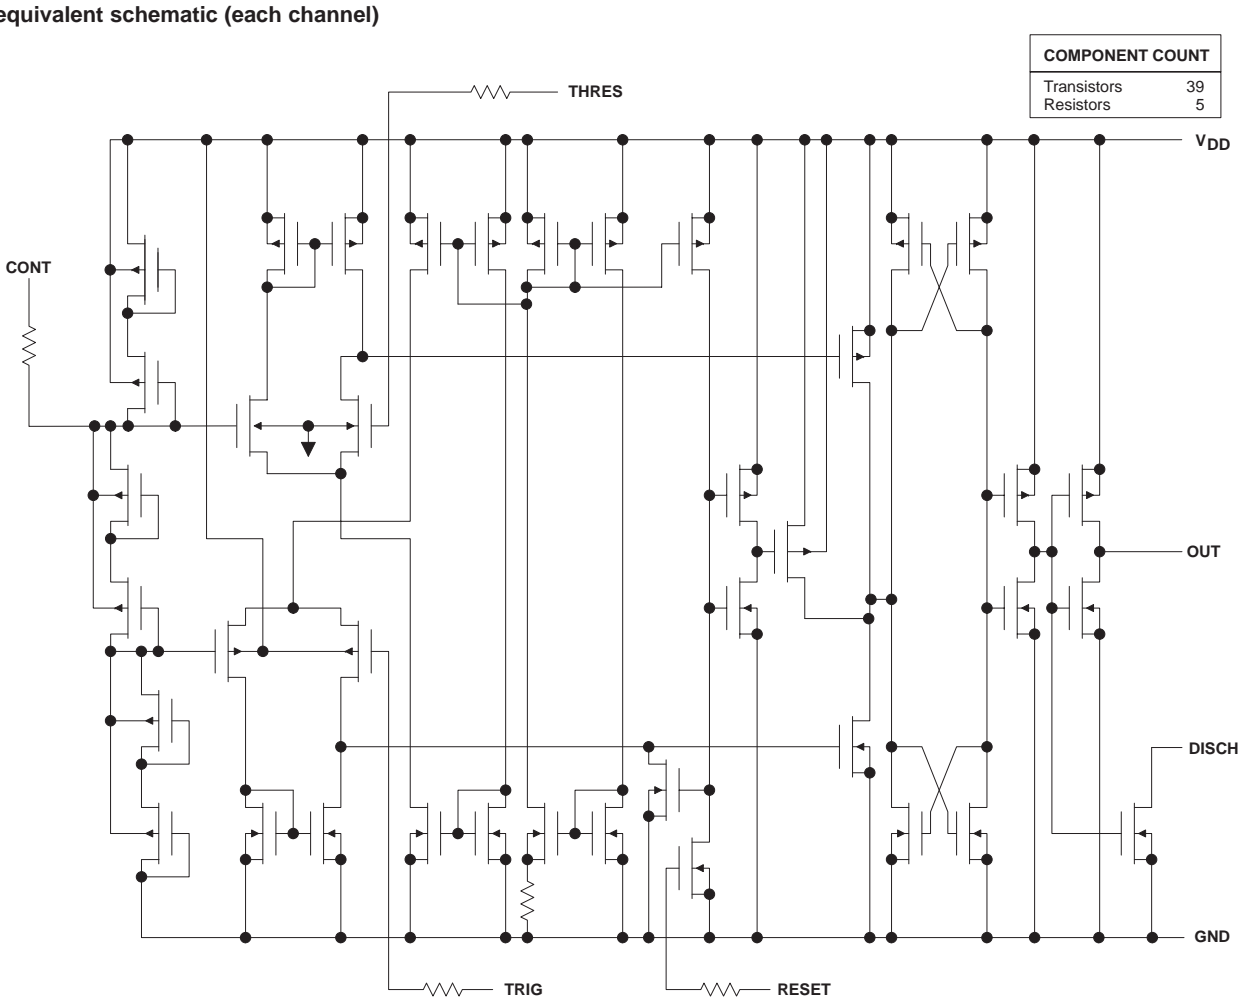 equivalent schematic (each channel)
COMPONENT COUNT
Transistors 39
Resistors 5
THRES
VDD
CONT
OUT
DISCH
GND
TRIG
RESET